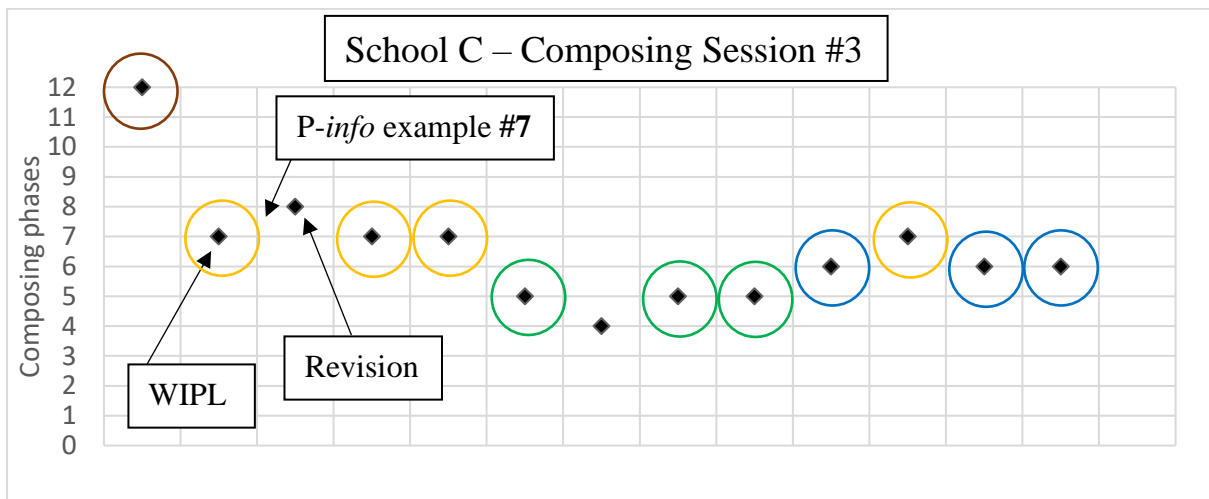 School C – Composing Session #3
P-info example #7
WIPL
Revision
Composing phases
12
11
10
9
8
7
6
5
4
3
2
1
0